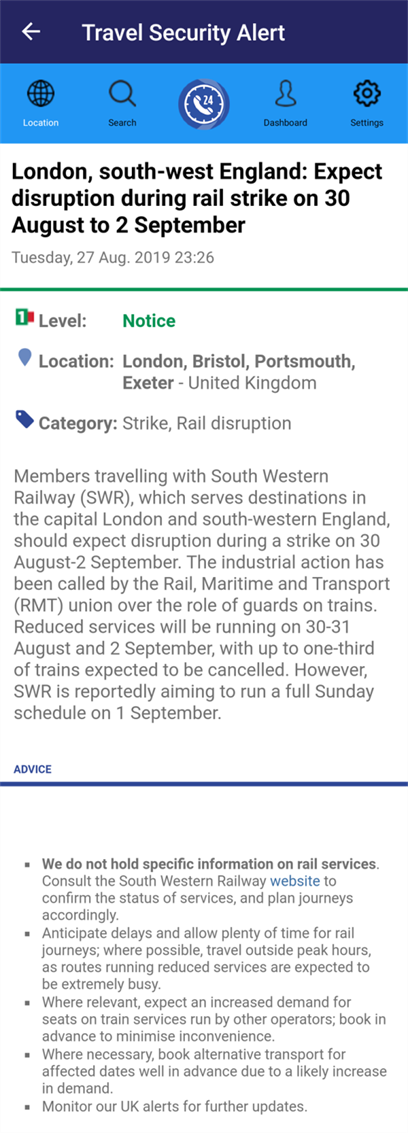 Travel Security Alert
Location
Search
24
Dashboard
Settings
London, south-west England: Expect
disruption during rail strike on 30
August to 2 September
Tuesday, 27 Aug. 2019 23:26
1 Level: Notice
Location: London, Bristol, Portsmouth,
Exeter - United Kingdom
Category: Strike, Rail disruption
Members travelling with South Western
Railway (SWR), which serves destinations in
the capital London and south-western England,
should expect disruption during a strike on 30
August-2 September. The industrial action has
been called by the Rail, Maritime and Transport
(RMT) union over the role of guards on trains.
Reduced services will be running on 30-31
August and 2 September, with up to one-third
of trains expected to be cancelled. However,
SWR is reportedly aiming to run a full Sunday
schedule on 1 September.
ADVICE
▪ We do not hold specific information on rail services.
Consult the South Western Railway website to
confirm the status of services, and plan journeys
accordingly.
▪ Anticipate delays and allow plenty of time for rail
journeys; where possible, travel outside peak hours,
as routes running reduced services are expected to
be extremely busy.
▪ Where relevant, expect an increased demand for
seats on train services run by other operators; book in
advance to minimise inconvenience.
▪ Where necessary, book alternative transport for
affected dates well in advance due to a likely increase
in demand.
▪ Monitor our UK alerts for further updates.